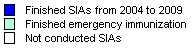 Finished SIAs from 2004 to 2009
Finished emergency immunization
Not conducted SIAs